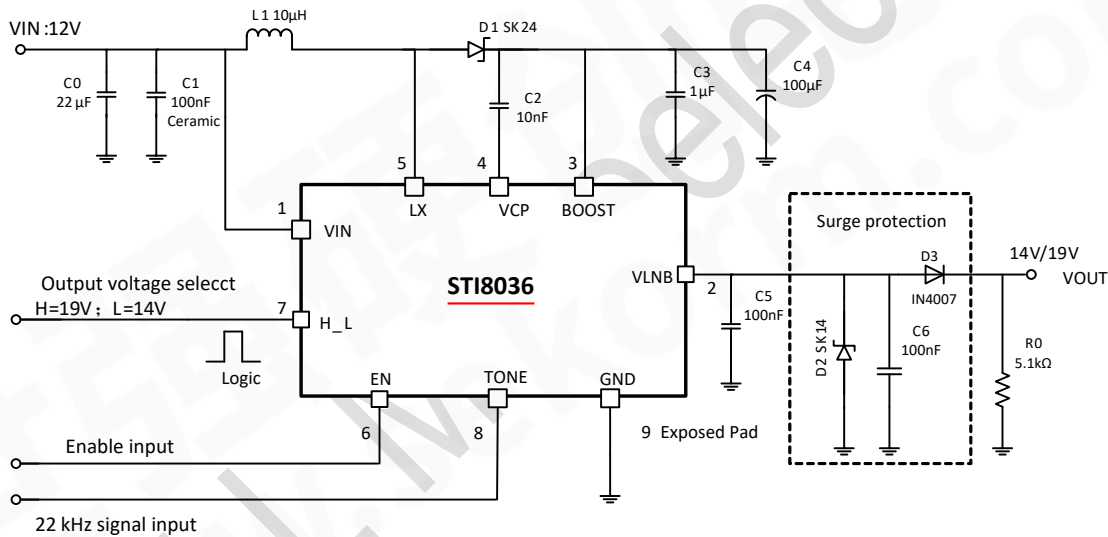 VIN :12V
L 1 10μH
D 1 SK24
C0
22 μF
C1
100nF
Ceramic
C2
10nF
C3
1μF
C4
100μF
5
4
3
LX
VCP
BOOST
1
VIN
Surge protection
Output voltage selecct
H=19V；L=14V
STI8036
VLNB
2
D3
IN4007
14V/19V
VOUT
7
H_L
C5
100nF
D2 SK14
C6
100nF
R0
5.1kΩ
Logic
EN
TONE
GND
6
8
9 Exposed Pad
Enable input
22 kHz signal input